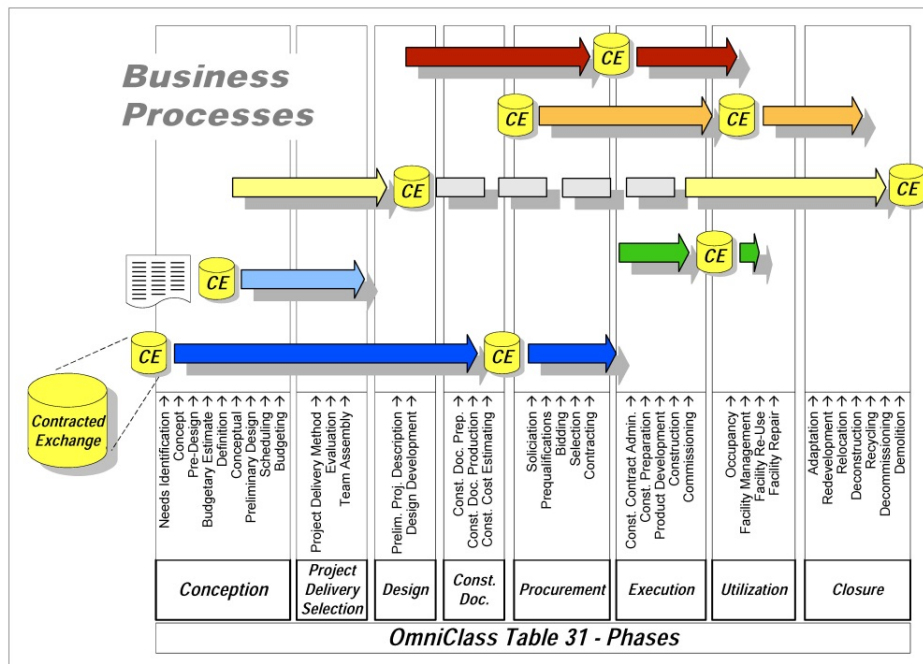 Business
Processes
CE
CE
CE
CE
CE
CE
CE
CE
CE
Contracted
Exchange
Needs Identification
Concept
Pre-Design
Budgetary Estimate
Definition
Conceptual
Preliminary Design
Scheduling
Budgeting
Project Delivery Method
Evaluation
Team Assembly
Prelim. Proj. Description
Design Development
Const. Doc. Prep.
Const. Doc. Production
Const. Cost Estimating
Soliciation
Prequalifications
Bidding
Selection
Contracting
Const. Contract Admin.
Const. Preparation
Product Development
Construction
Commissioning
Occupancy
Facility Management
Facility Re-Use
Facility Repair
Adaptation
Redevelopment
Relocation
Deconstruction
Recycling
Decommissioning
Demolition
Conception
Project
Delivery
Selection
Design
Const.
Doc.
Procurement
Execution
Utilization
Closure
OmniClass Table 31 - Phases